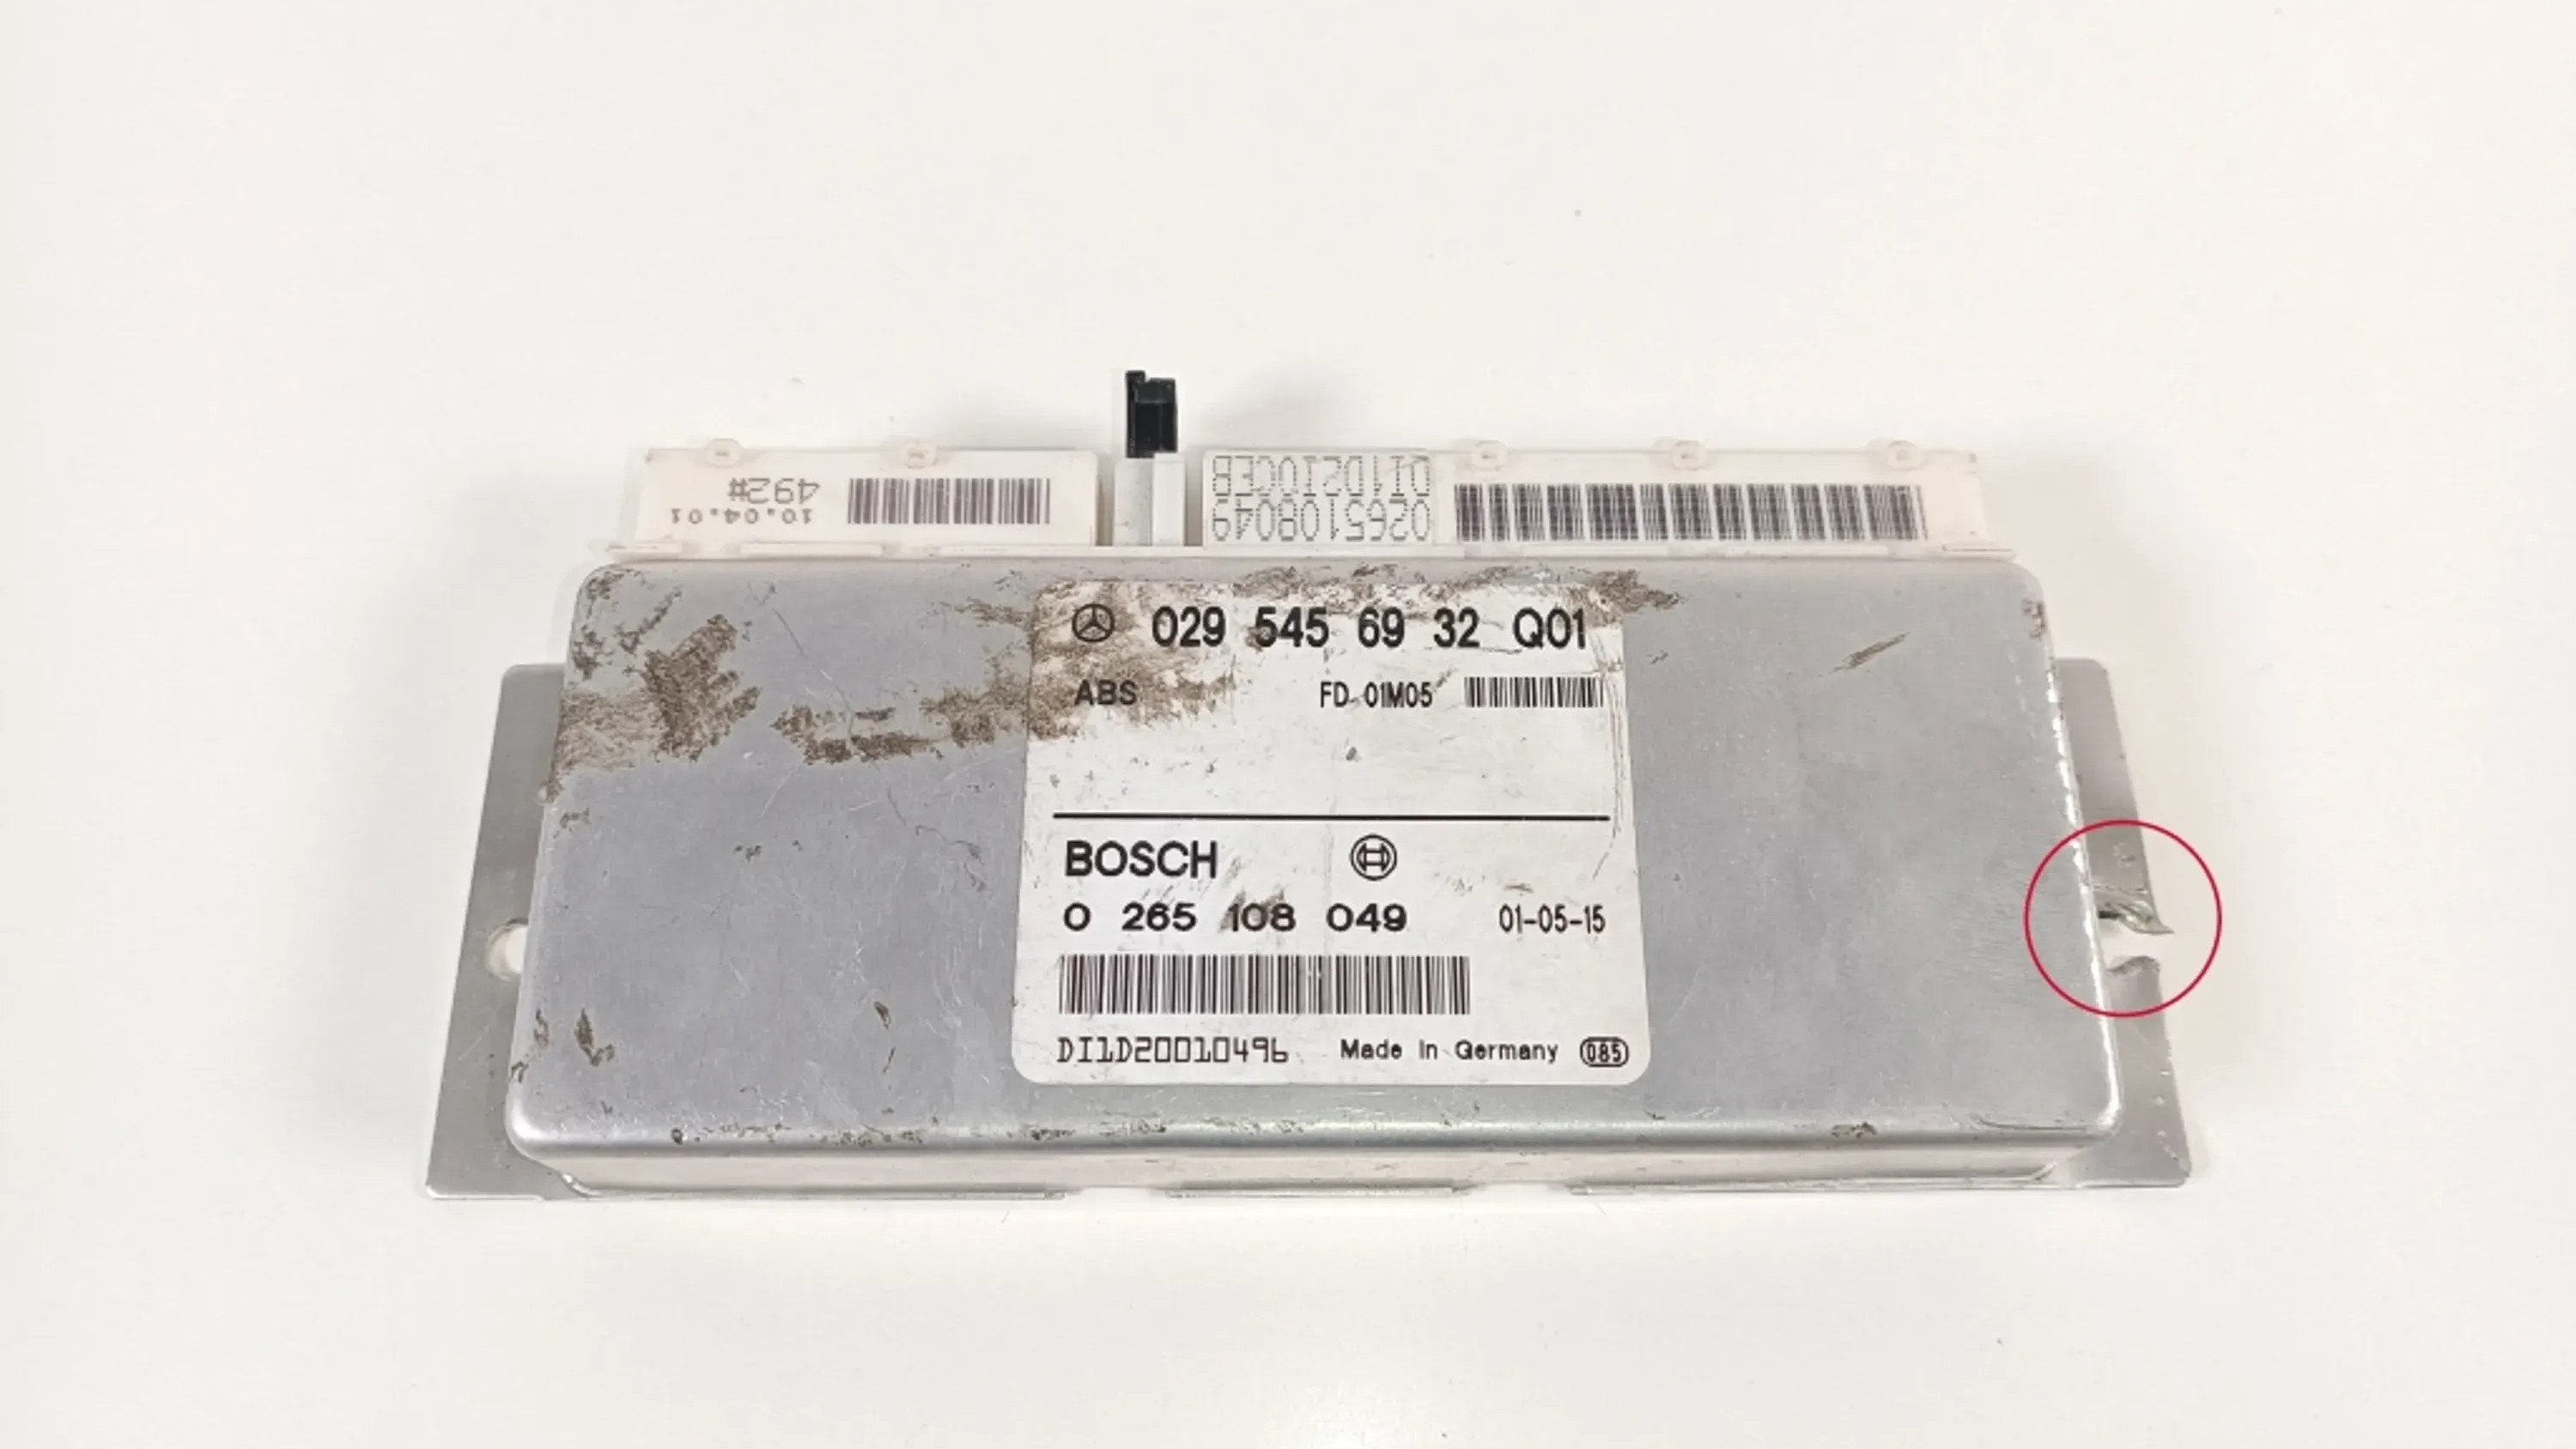 492#
10.04.01
DI1D210CEB
0265108049
029 545 69 32 Q01
ABS FD 01M05
BOSCH
0 265 108 049 01-05-15
DI1D20010496 Made in Germany 085